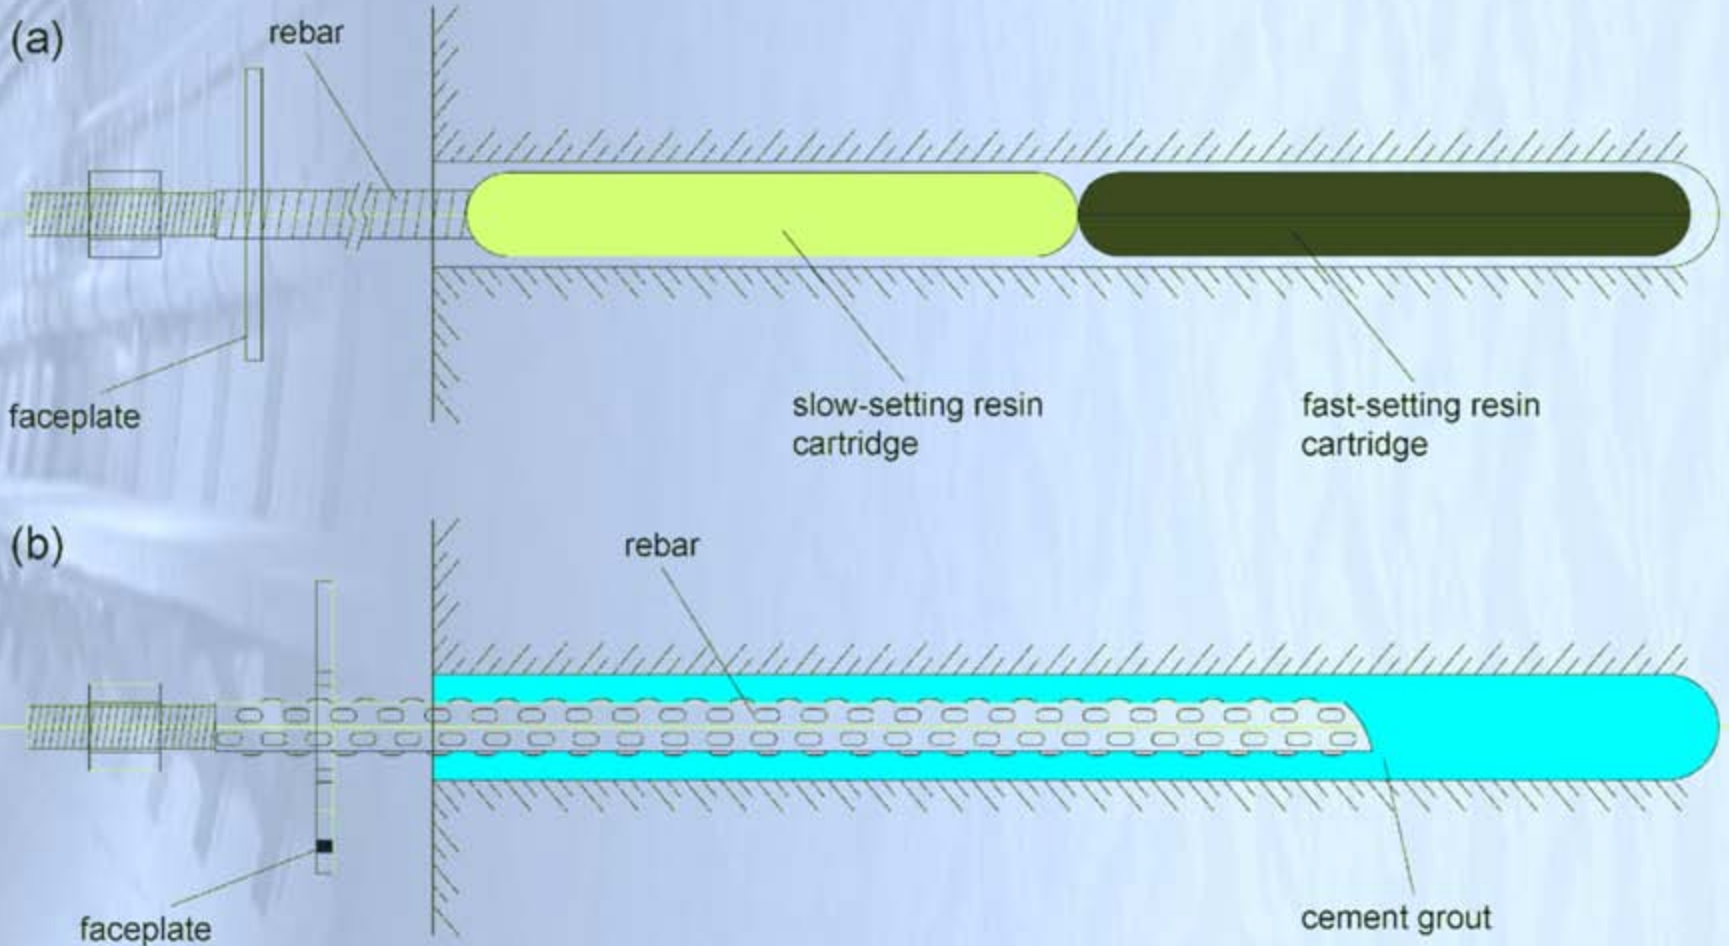 (a)
rebar
faceplate
slow-setting resin
cartridge
fast-setting resin
cartridge
(b)
rebar
faceplate
cement grout